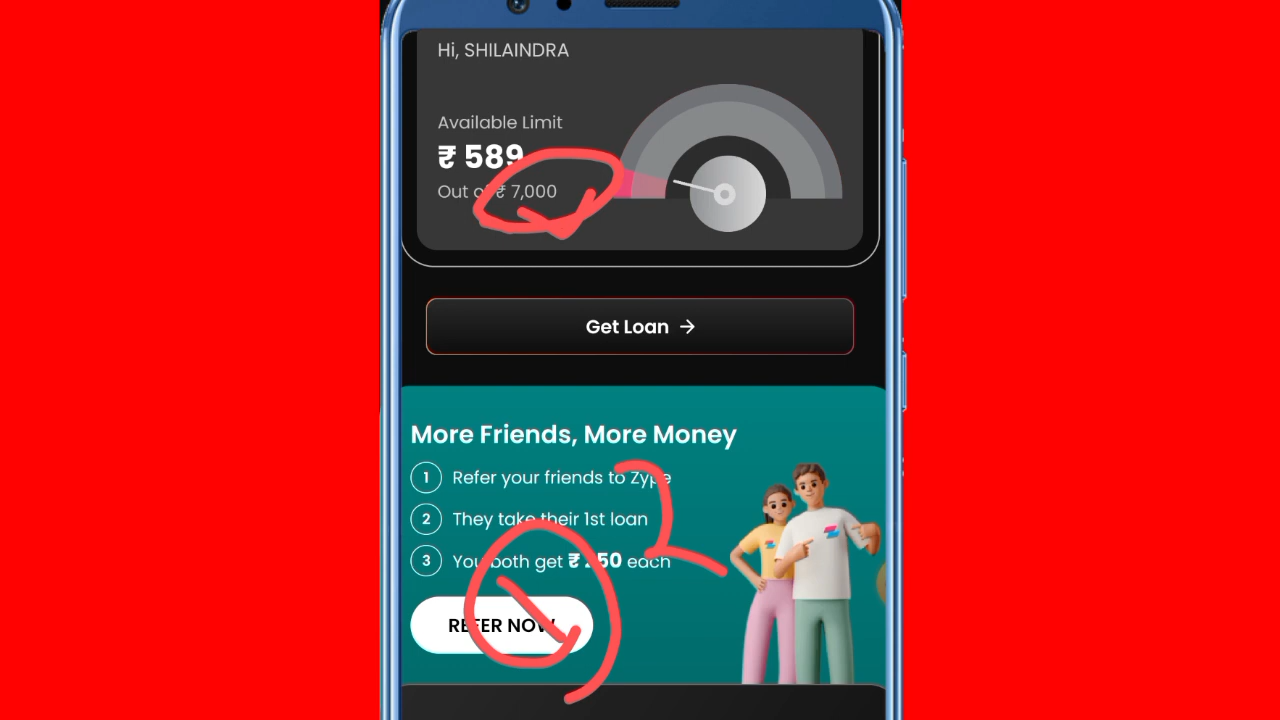 Hi, SHILAINDRA
Available Limit
₹ 589
Out of ₹ 7,000
Get Loan →
More Friends, More Money
1 Refer your friends to Zype
2 They take their 1st loan
3 You both get each
REFER NOW